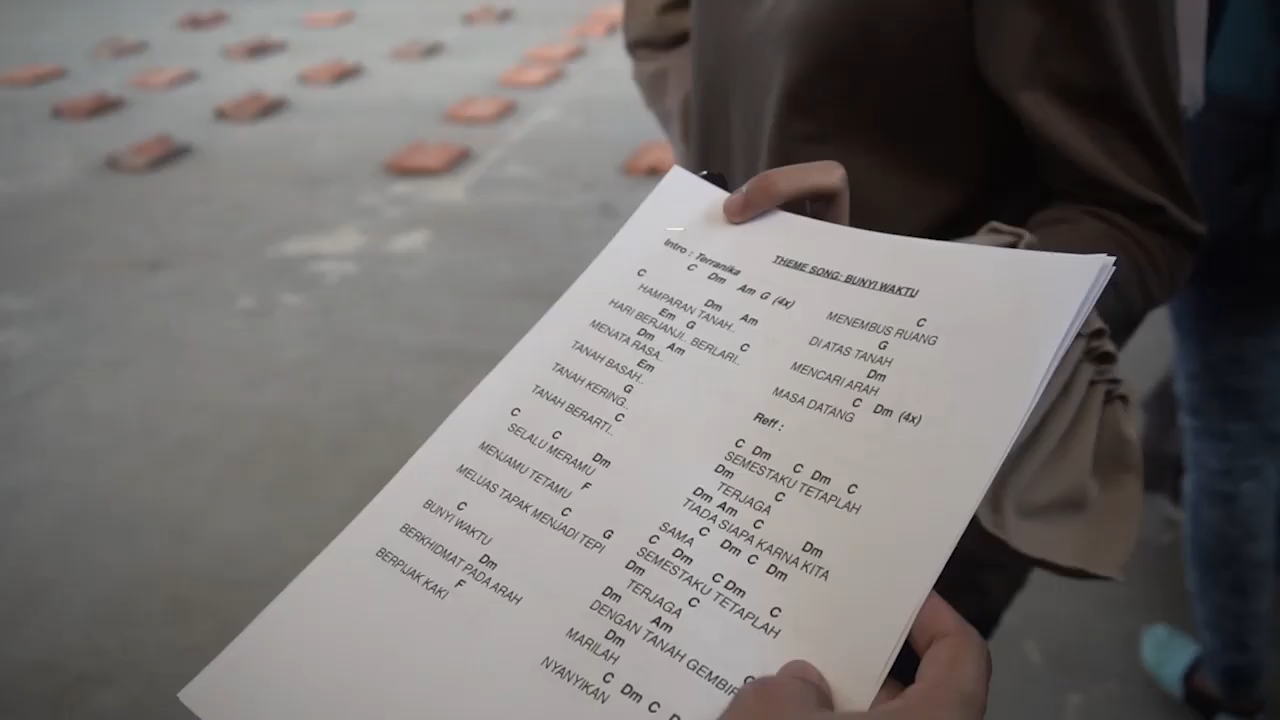 THEME SONG: BUNYI WAKTU
Intro : Terranika
C Dm Am G (4x)
C Dm Am
HAMPARAN TANAH..
Em G C
HARI BERJANJI.. BERLARI..
Dm Am
MENATA RASA..
Em
TANAH BASAH..
G
TANAH KERING..
C
TANAH BERARTI..
C C Dm
SELALU MERAMU
F
MENJAMU TETAMU
C G
MELUAS TAPAK MENJADI TEPI
C
BUNYI WAKTU
Dm
BERKHIDMAT PADA ARAH
F
BERPIJAK KAKI
C
MENEMBUS RUANG
G
DI ATAS TANAH
Dm
MENCARI ARAH
C Dm (4x)
MASA DATANG
Reff :
C Dm C Dm C
SEMESTAKU TETAPLAH
Dm C
TERJAGA
Dm Am C Dm
TIADA SIAPA KARNA KITA
C Dm C Dm
SAMA
C Dm C Dm C
SEMESTAKU TETAPLAH
Dm C
TERJAGA
Dm Am
DENGAN TANAH
Dm
MARILAH
C Dm C
NYANYIKAN